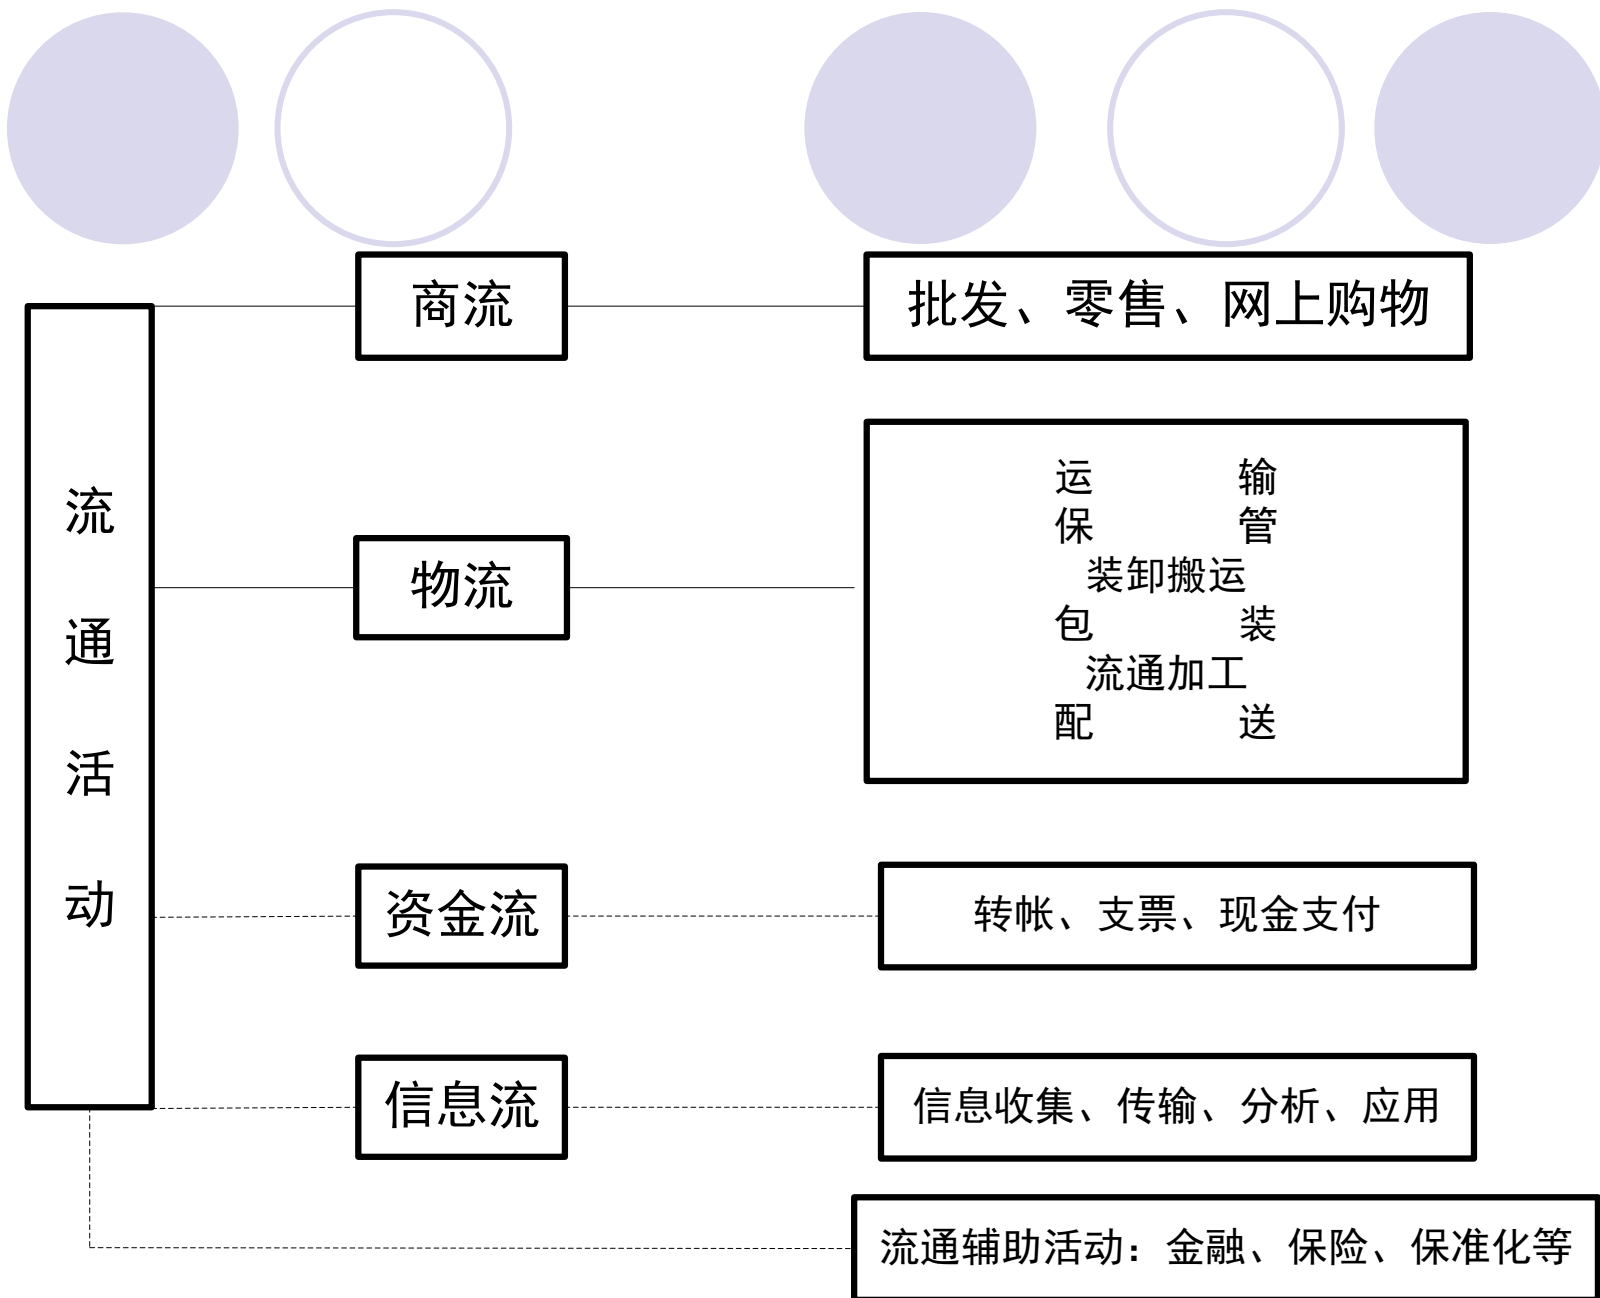 流通活动
商流
批发、零售、网上购物
物流
运输
保管
装卸搬运
包装
流通加工
配送
资金流
转帐、支票、现金支付
信息流
信息收集、传输、分析、应用
流通辅助活动：金融、保险、保准化等